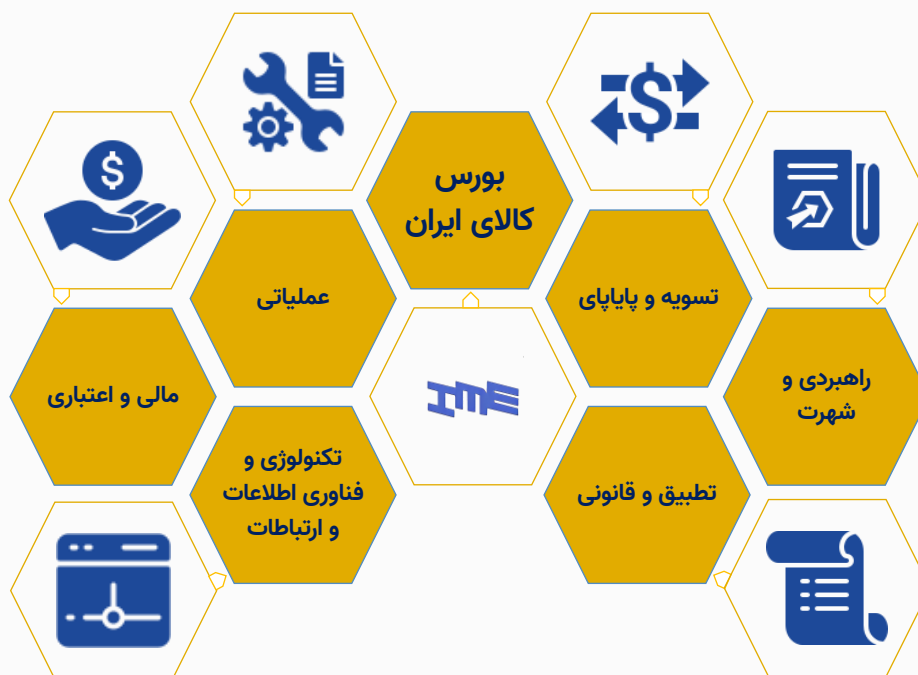 بورس
کالای ایران
تسویه و پایاپای
عملیاتی
راهبردی و
شهرت
مالی و اعتباری
IME
تطبیق و قانونی
تکنولوژی و
فناوری اطلاعات
و ارتباطات